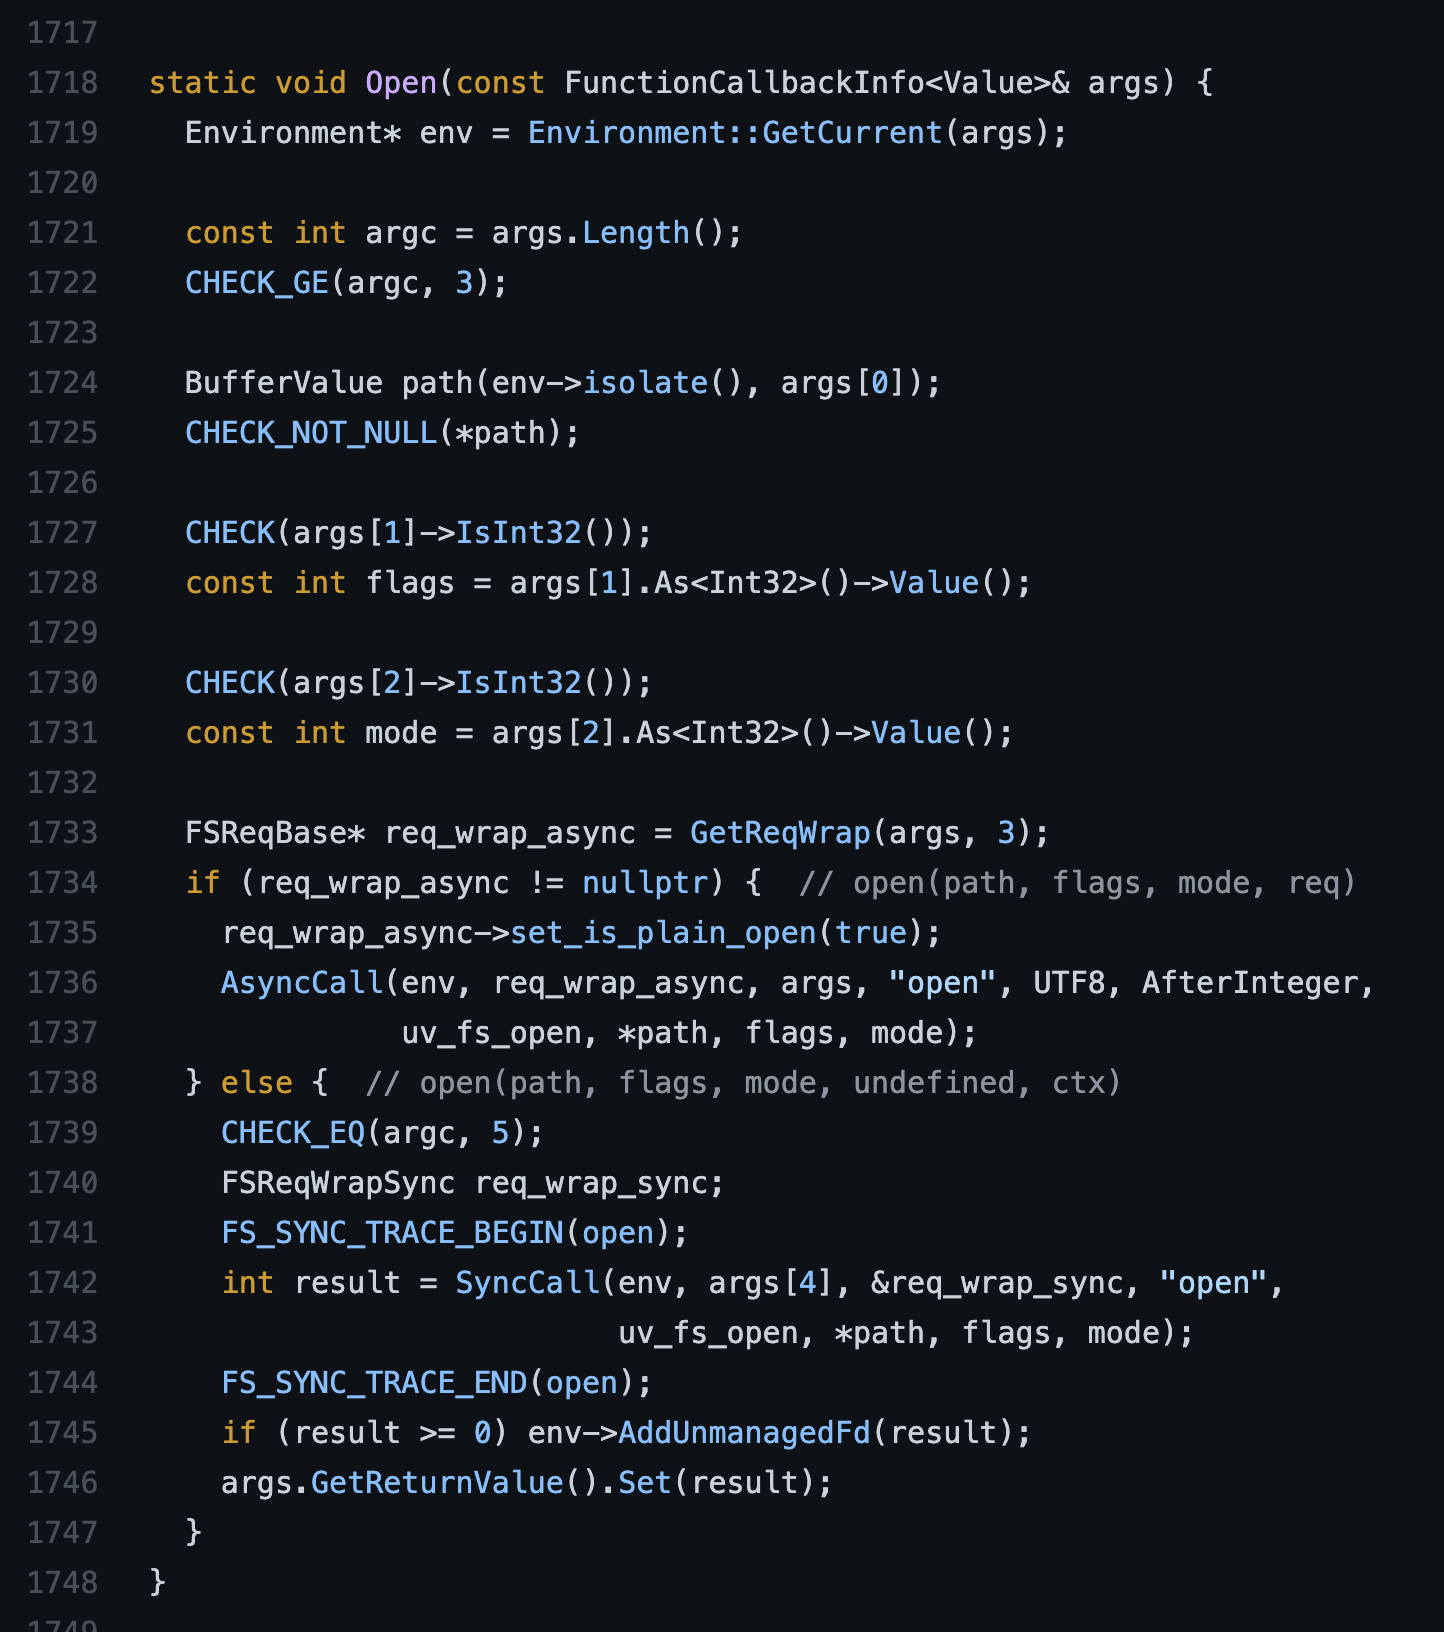 1717
1718 static void Open(const FunctionCallbackInfo<Value>& args) {
1719   Environment* env = Environment::GetCurrent(args);
1720
1721   const int argc = args.Length();
1722   CHECK_GE(argc, 3);
1723
1724   BufferValue path(env->isolate(), args[0]);
1725   CHECK_NOT_NULL(*path);
1726
1727   CHECK(args[1]->IsInt32());
1728   const int flags = args[1].As<Int32>()->Value();
1729
1730   CHECK(args[2]->IsInt32());
1731   const int mode = args[2].As<Int32>()->Value();
1732
1733   FSReqBase* req_wrap_async = GetReqWrap(args, 3);
1734   if (req_wrap_async != nullptr) {  // open(path, flags, mode, req)
1735     req_wrap_async->set_is_plain_open(true);
1736     AsyncCall(env, req_wrap_async, args, "open", UTF8, AfterInteger,
1737               uv_fs_open, *path, flags, mode);
1738   } else {  // open(path, flags, mode, undefined, ctx)
1739     CHECK_EQ(argc, 5);
1740     FSReqWrapSync req_wrap_sync;
1741     FS_SYNC_TRACE_BEGIN(open);
1742     int result = SyncCall(env, args[4], &req_wrap_sync, "open",
1743                           uv_fs_open, *path, flags, mode);
1744     FS_SYNC_TRACE_END(open);
1745     if (result >= 0) env->AddUnmanagedFd(result);
1746     args.GetReturnValue().Set(result);
1747   }
1748 }
1749